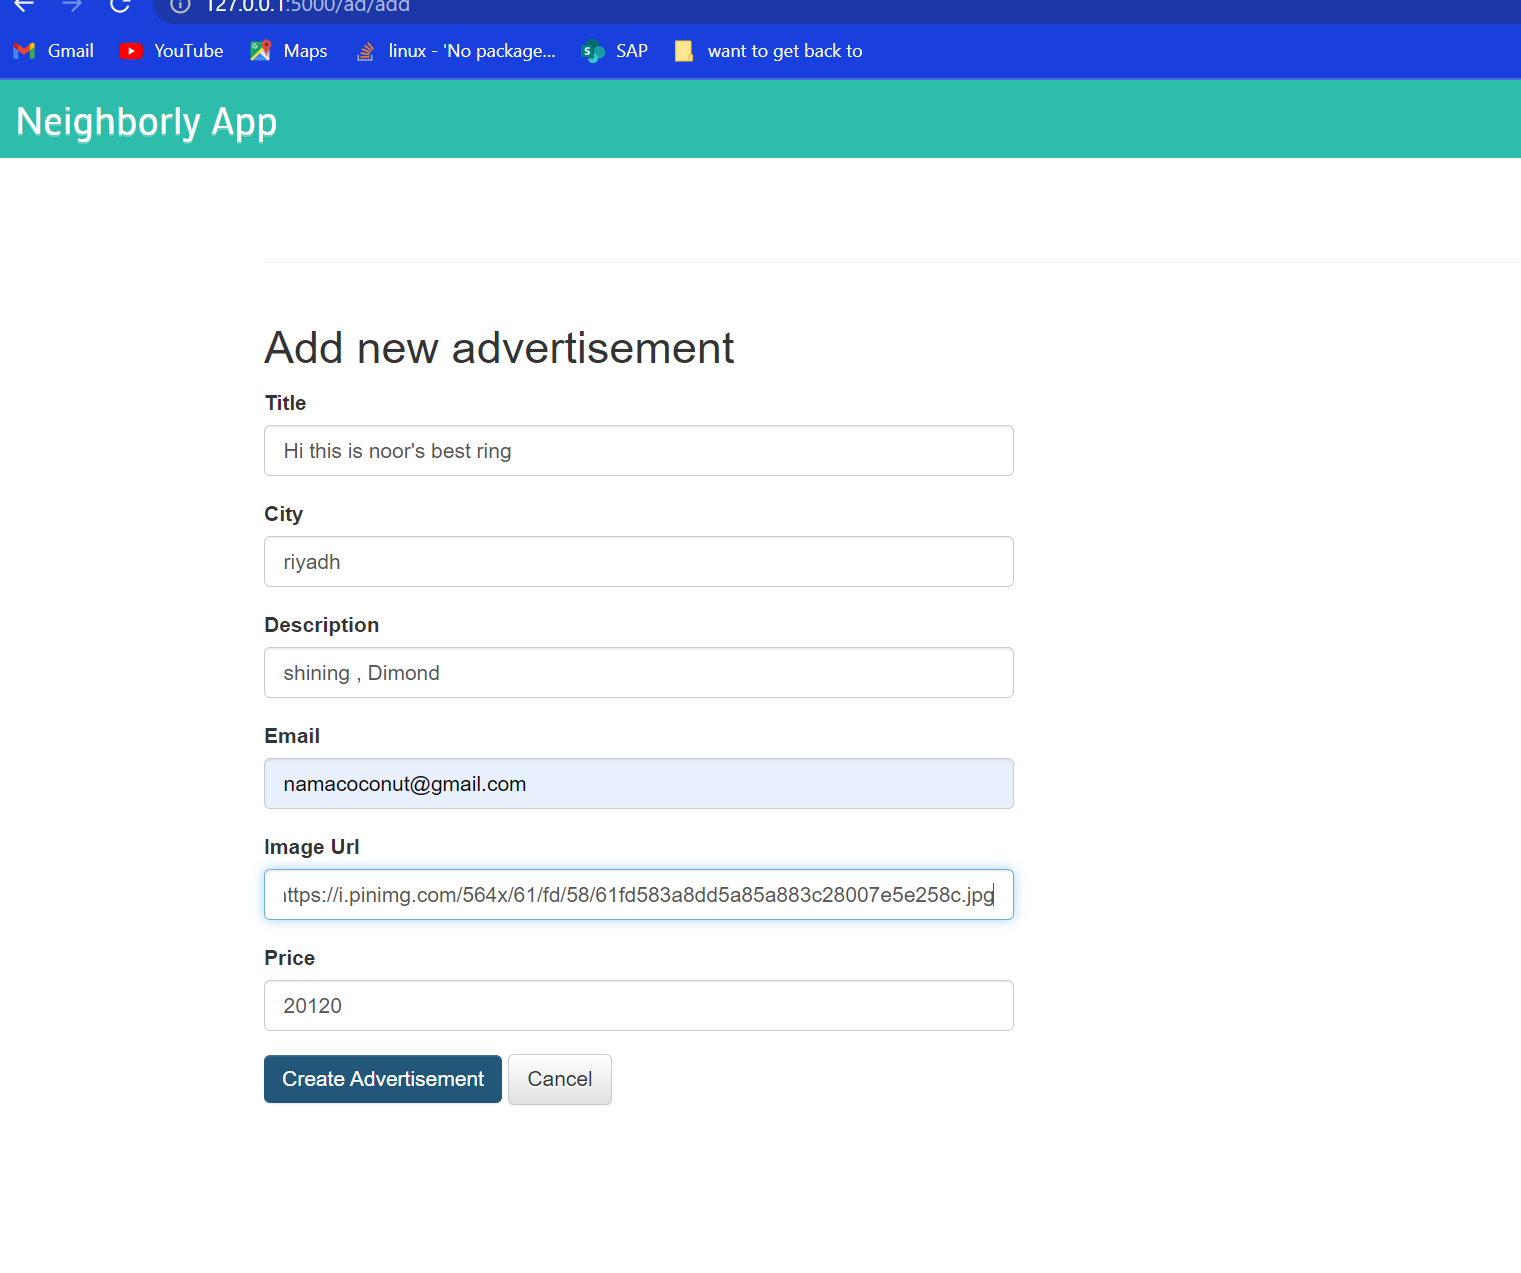 127.0.0.1:5000/ad/add
Gmail YouTube Maps linux - 'No package... SAP want to get back to
Neighborly App
Add new advertisement
Title
Hi this is noor's best ring
City
riyadh
Description
shining , Dimond
Email
namacoconut@gmail.com
Image Url
https://i.pinimg.com/564x/61/fd/58/61fd583a8dd5a85a883c28007e5e258c.jpg
Price
20120
Create Advertisement Cancel